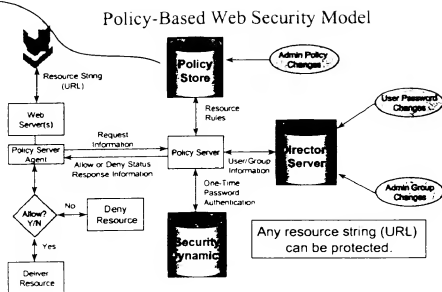 Policy-Based Web Security Model
Resource String
(URL)
Policy
Store
Admin Policy
Changes
Resource
Rules
User Password
Changes
Web
Server(s)
Request
Information
Policy Server
Agent
Policy Server
Allow or Deny Status
Response Information
User/Group
Information
Director
Server
One-Time
Password
Authentication
Admin Group
Changes
Allow?
Y/N
No
Deny
Resource
Yes
Security
Dynamic
Any resource string (URL)
can be protected.
Deliver
Resource